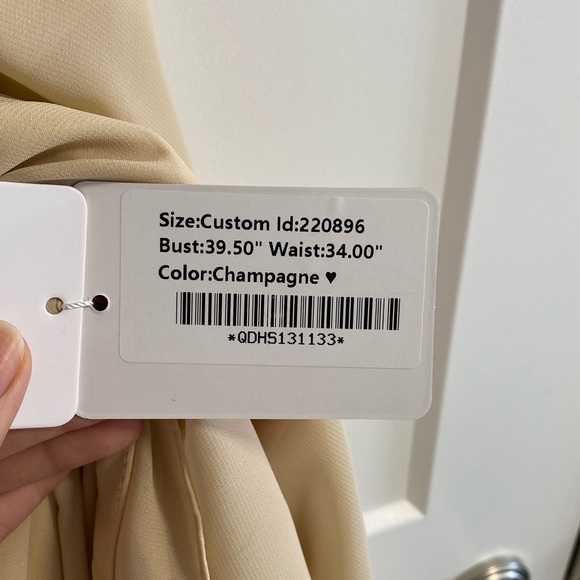 Size:Custom Id:220896
Bust:39.50" Waist:34.00"
Color:Champagne ♥
*QDHS131133*